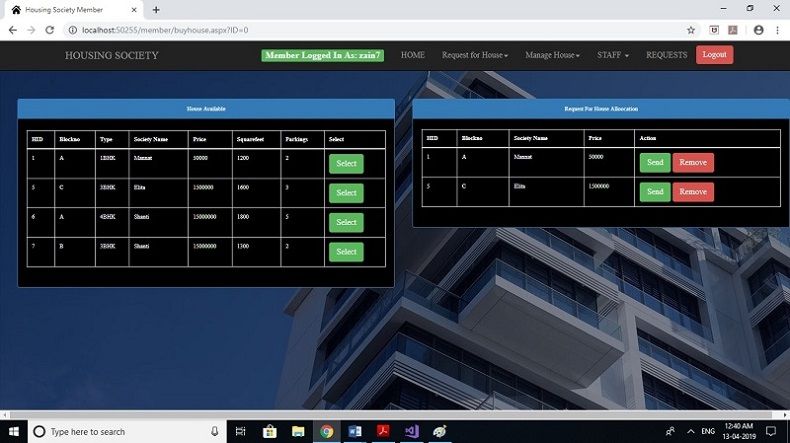 Housing Society Member
localhost:50255/member/buyhouse.aspx?ID=0
HOUSING SOCIETY
Member Logged In As: zain7
HOME
Request for House
Manage House
STAFF
REQUESTS
Logout
House Available
HID Blockno Type Society Name Price Squarefeet Parkings Select
1 A 1BHK Mannat 50000 1200 2 Select
5 C 3BHK Elita 1500000 1600 3 Select
6 A 4BHK Shanti 15000000 1800 5 Select
7 B 3BHK Shanti 15000000 1300 2 Select
Request For House Alloocation
HID Blockno Society Name Price Action
1 A Mannat 50000 Send Remove
5 C Elita 1500000 Send Remove
Type here to search
ENG
12:40 AM
13-04-2019